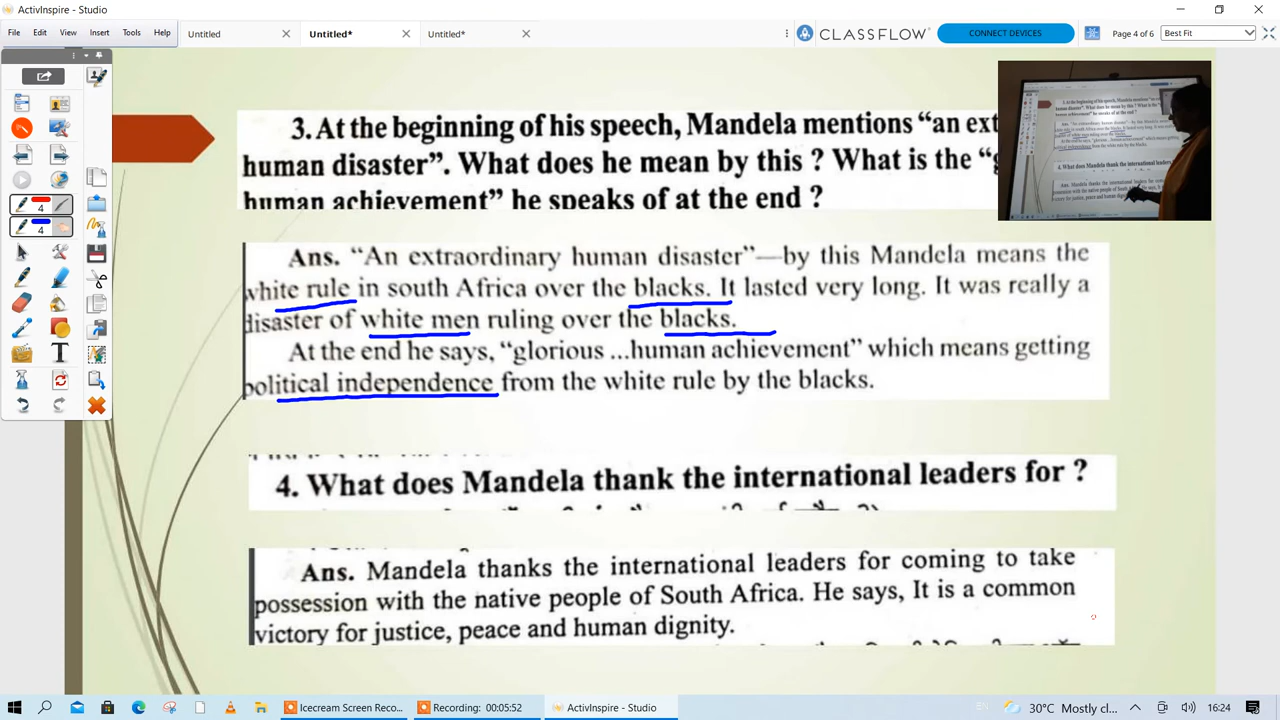 ActivInspire - Studio
File Edit View Insert Tools Help Untitled Untitled* Untitled* CLASSFLOW CONNECT DEVICES Page 4 of 6 Best Fit
3. At the beginning of his speech, Mandela mentions “an ext
human disaster”. What does he mean by this ? What is the “g
human achievement” he speaks of at the end ?
Ans. “An extraordinary human disaster”—by this Mandela means the
white rule in south Africa over the blacks. It lasted very long. It was really a
disaster of white men ruling over the blacks.
At the end he says, “glorious ...human achievement” which means getting
political independence from the white rule by the blacks.
4. What does Mandela thank the international leaders for ?
Ans. Mandela thanks the international leaders for coming to take
possession with the native people of South Africa. He says, It is a common
victory for justice, peace and human dignity.
4
4
Icecream Screen Reco... Recording: 00:05:52 ActivInspire - Studio 30°C Mostly cl... 16:24